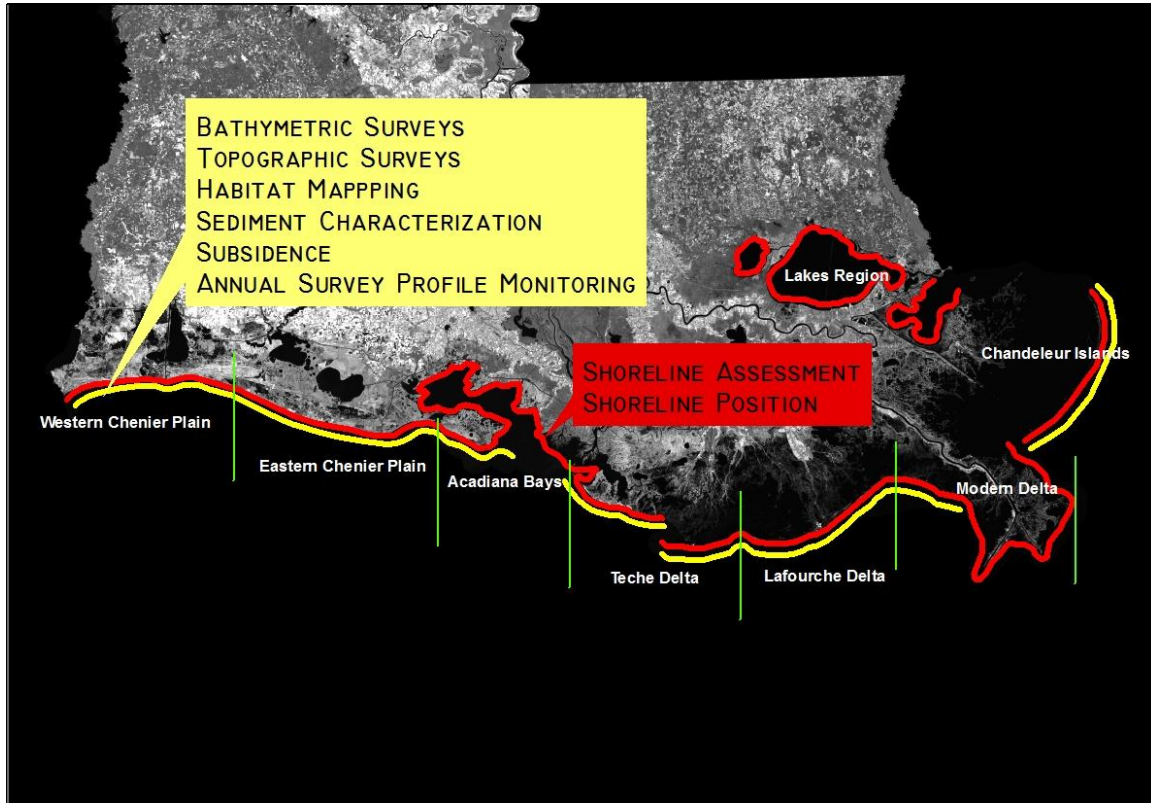 BATHYMETRIC SURVEYS
TOPOGRAPHIC SURVEYS
HABITAT MAPPPING
SEDIMENT CHARACTERIZATION
SUBSIDENCE
ANNUAL SURVEY PROFILE MONITORING
Lakes Region
Chandeleur Islands
SHORELINE ASSESSMENT
SHORELINE POSITION
Western Chenier Plain
Eastern Chenier Plain
Acadiana Bays
Modern Delta
Teche Delta
Lafourche Delta